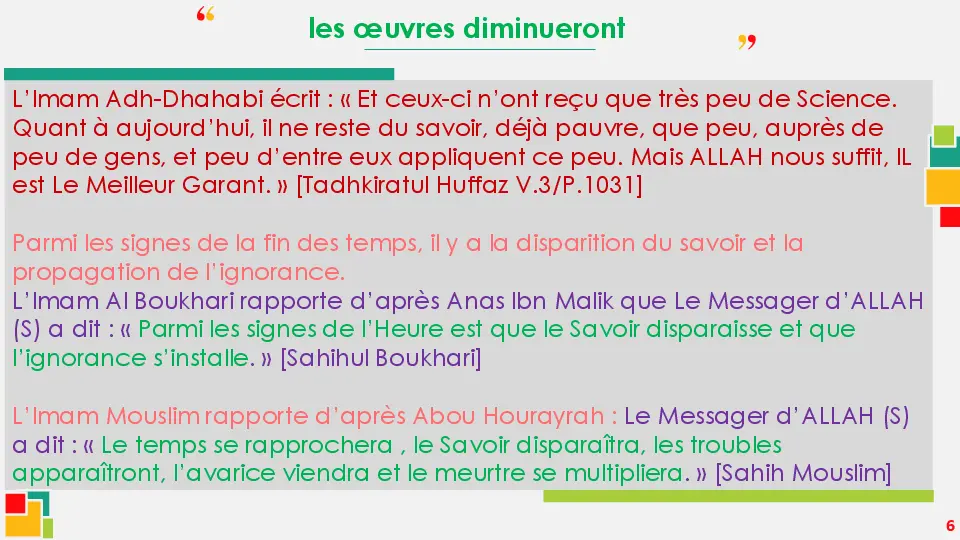 ❝
les œuvres diminueront
❞
L’Imam Adh-Dhahabi écrit : « Et ceux-ci n’ont reçu que très peu de Science.
Quant à aujourd’hui, il ne reste du savoir, déjà pauvre, que peu, auprès de
peu de gens, et peu d’entre eux appliquent ce peu. Mais ALLAH nous suffit, IL
est Le Meilleur Garant. » [Tadhkiratul Huffaz V.3/P.1031]
Parmi les signes de la fin des temps, il y a la disparition du savoir et la
propagation de l’ignorance.
L’Imam Al Boukhari rapporte d’après Anas Ibn Malik que Le Messager d’ALLAH
(S) a dit : « Parmi les signes de l’Heure est que le Savoir disparaisse et que
l’ignorance s’installe. » [Sahihul Boukhari]
L’Imam Mouslim rapporte d’après Abou Hourayrah : Le Messager d’ALLAH (S)
a dit : « Le temps se rapprochera , le Savoir disparaîtra, les troubles
apparaîtront, l’avarice viendra et le meurtre se multipliera. » [Sahih Mouslim]
6